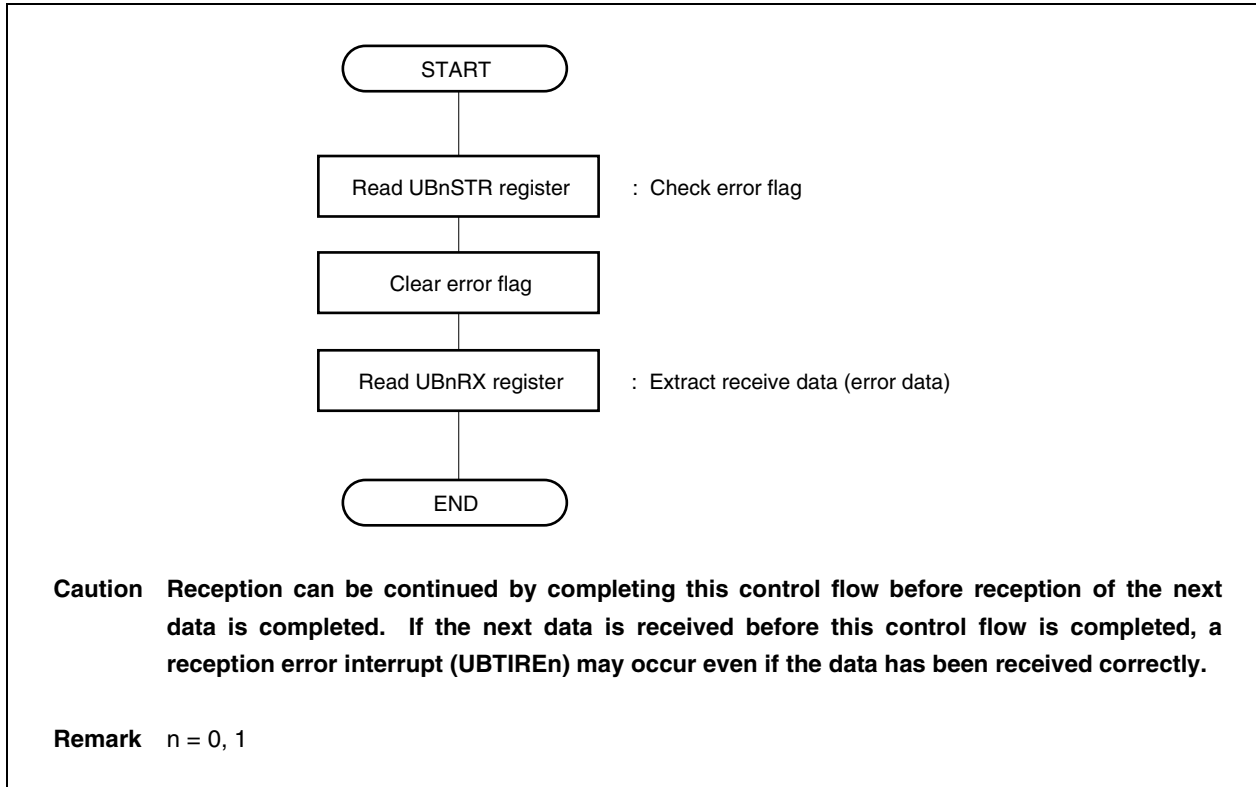 START
Read UBnSTR register : Check error flag
Clear error flag
Read UBnRX register : Extract receive data (error data)
END
Caution Reception can be continued by completing this control flow before reception of the next
data is completed. If the next data is received before this control flow is completed, a
reception error interrupt (UBTIREn) may occur even if the data has been received correctly.
Remark n = 0, 1